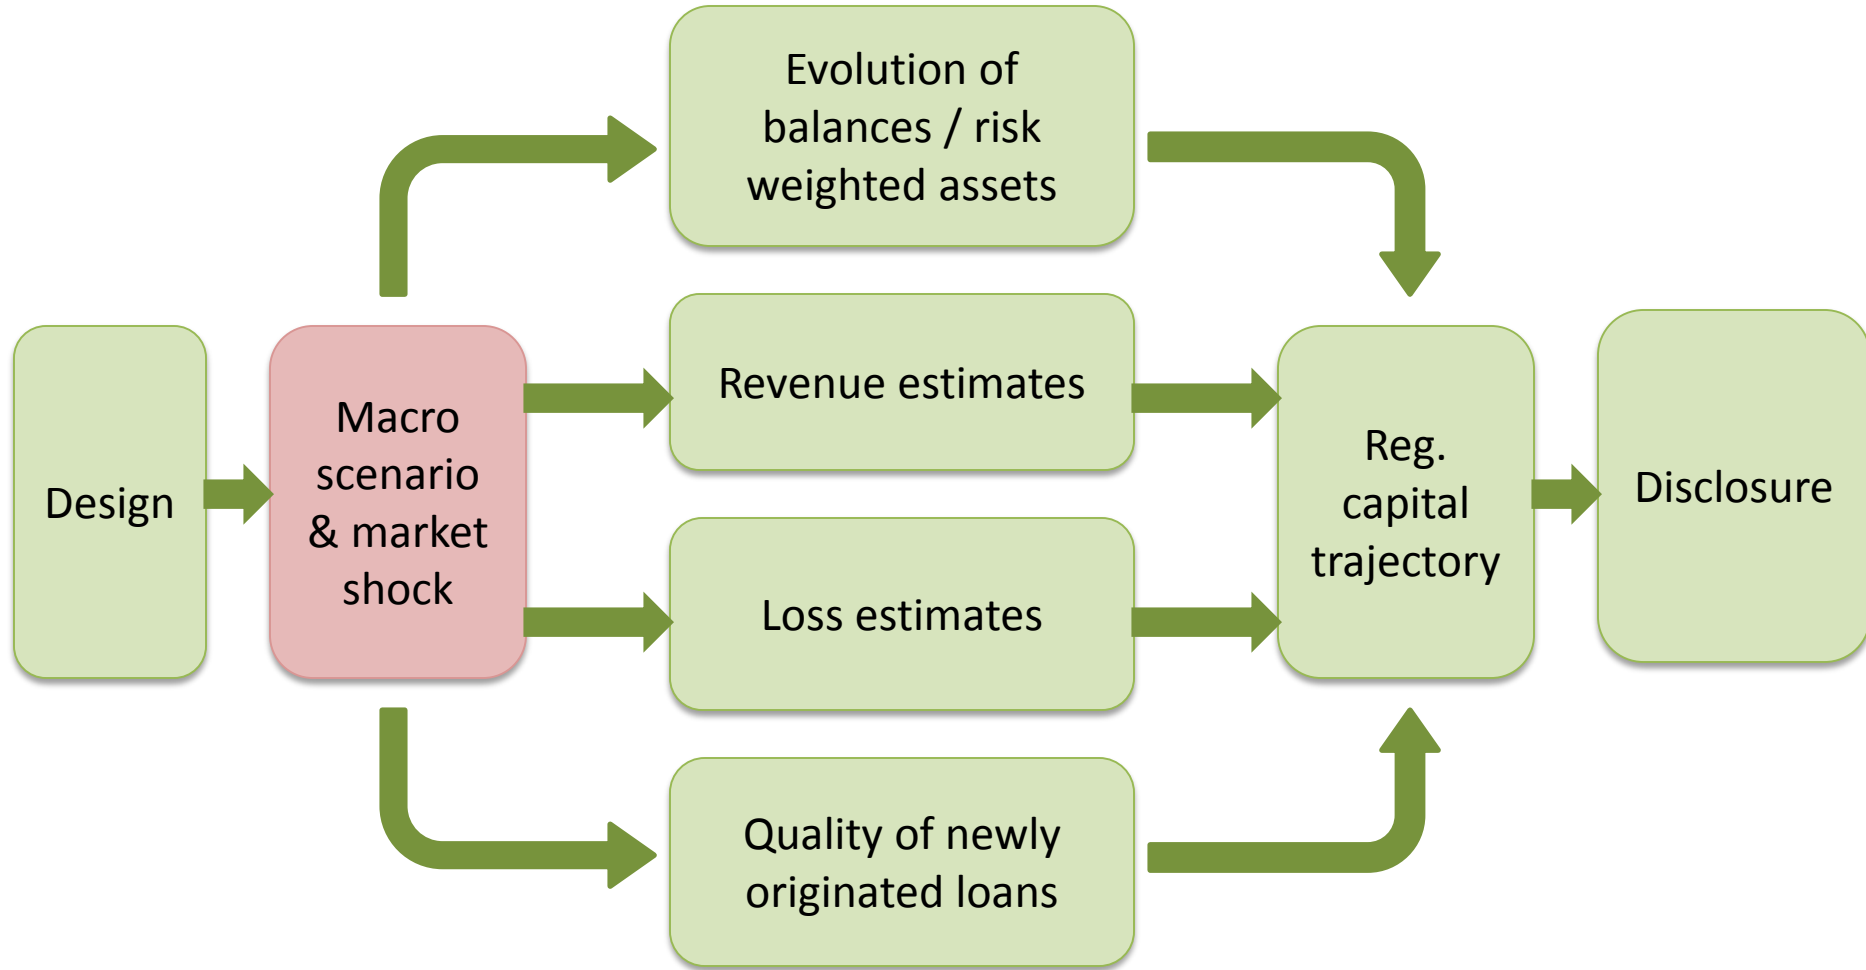 Design
Macro
scenario
& market
shock
Evolution of
balances / risk
weighted assets
Revenue estimates
Loss estimates
Quality of newly
originated loans
Reg.
capital
trajectory
Disclosure